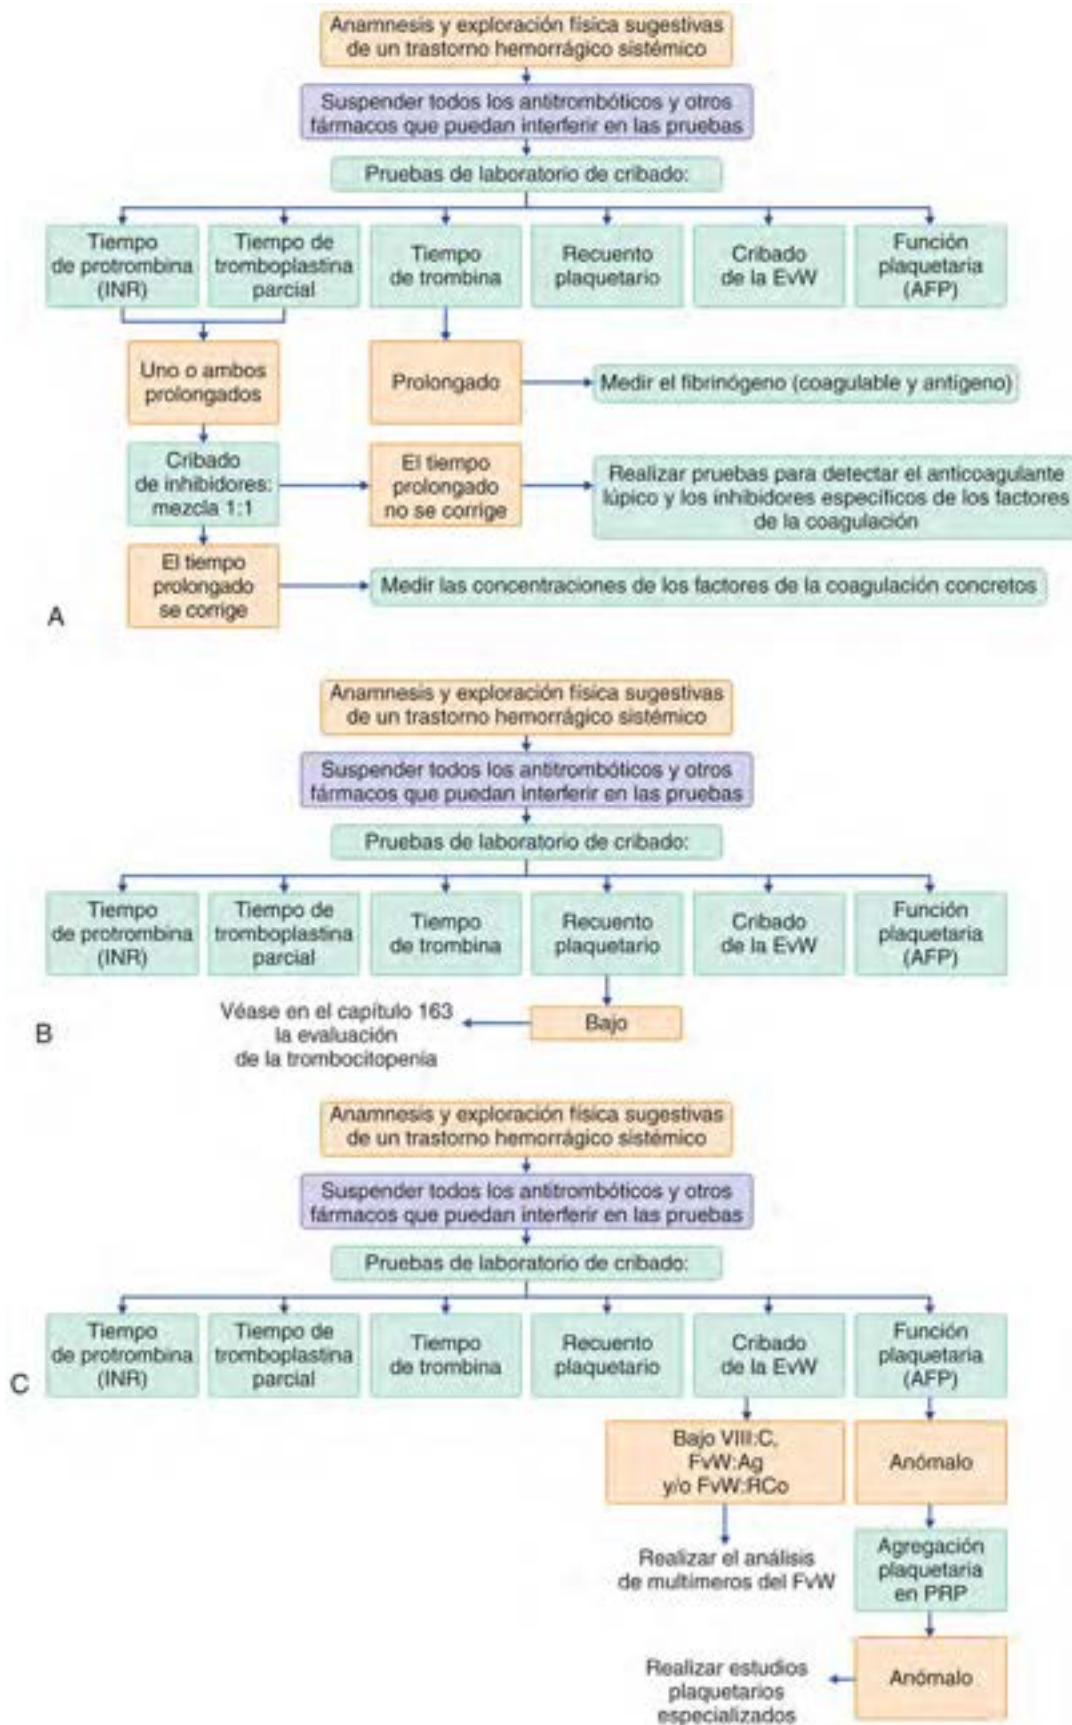 Anamnesis y exploración física sugestivas
de un trastorno hemorrágico sistémico
Suspender todos los antitrombóticos y otros
fármacos que puedan interferir en las pruebas
Pruebas de laboratorio de cribado:
Tiempo
de protrombina
(INR)
Tiempo de
tromboplastina
parcial
Tiempo
de trombina
Recuento
plaquetario
Cribado
de la EvW
Función
plaquetaria
(AFP)
Uno o ambos
prolongados
Prolongado
Medir el fibrinógeno (coagulable y antígeno)
Cribado
de inhibidores:
mezcla 1:1
El tiempo
prolongado
no se corrige
Realizar pruebas para detectar el anticoagulante
lúpico y los inhibidores específicos de los factores
de la coagulación
El tiempo
prolongado
se corrige
Medir las concentraciones de los factores de la coagulación concretos
A
Anamnesis y exploración física sugestivas
de un trastorno hemorrágico sistémico
Suspender todos los antitrombóticos y otros
fármacos que puedan interferir en las pruebas
Pruebas de laboratorio de cribado:
Tiempo
de protrombina
(INR)
Tiempo de
tromboplastina
parcial
Tiempo
de trombina
Recuento
plaquetario
Cribado
de la EvW
Función
plaquetaria
(AFP)
Véase en el capítulo 163
la evaluación
de la trombocitopenia
Bajo
B
Anamnesis y exploración física sugestivas
de un trastorno hemorrágico sistémico
Suspender todos los antitrombóticos y otros
fármacos que puedan interferir en las pruebas
Pruebas de laboratorio de cribado:
Tiempo
de protrombina
(INR)
Tiempo de
tromboplastina
parcial
Tiempo
de trombina
Recuento
plaquetario
Cribado
de la EvW
Función
plaquetaria
(AFP)
C
Bajo VIII:C,
FvW:Ag
y/o FvW:RCo
Anómalo
Realizar el análisis
de multimeros del FvW
Agregación
plaquetaria
en PRP
Realizar estudios
plaquetarios
especializados
Anómalo